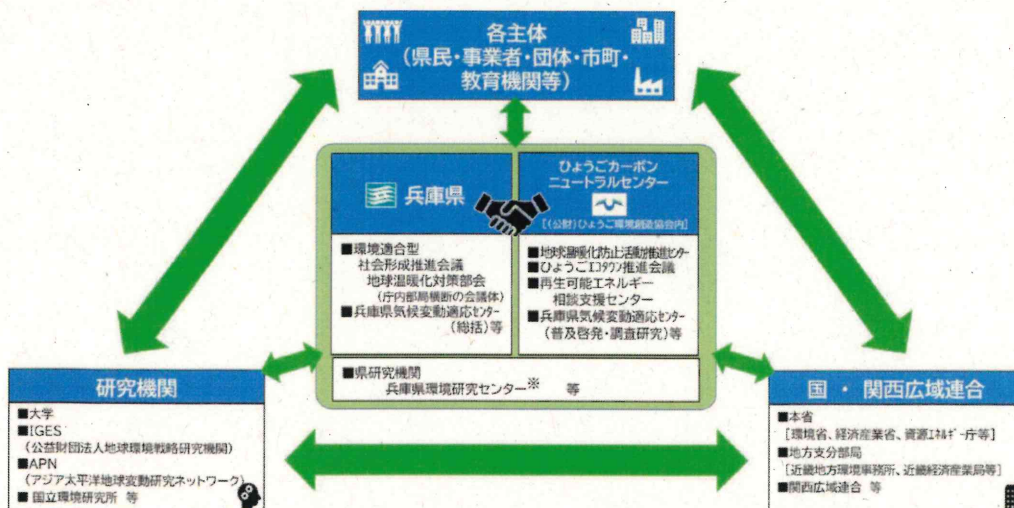 各主体
(県民・事業者・団体・市町・
教育機関等)
兵庫県
■環境適合型
社会形成推進会議
地球温暖化対策部会
(庁内部局横断の会議体)
■兵庫県気候変動適応センター
(総括)等
ひょうごカーボン
ニュートラルセンター
[(公財)ひょうご環境創造協会内]
■地球温暖化防止活動推進センター
■ひょうごエコタウン推進会議
■再生可能エネルギー
相談支援センター
■兵庫県気候変動適応センター
(普及啓発・調査研究)等
■県研究機関
兵庫県環境研究センター※ 等
研究機関
■大学
■IGES
(公益財団法人地球環境戦略研究機関)
■APN
(アジア太平洋地球変動研究ネットワーク)
■国立環境研究所 等
国・関西広域連合
■本省
[環境省、経済産業省、資源エネルギー庁等]
■地方支分部局
[近畿地方環境事務所、近畿経済産業局等]
■関西広域連合 等